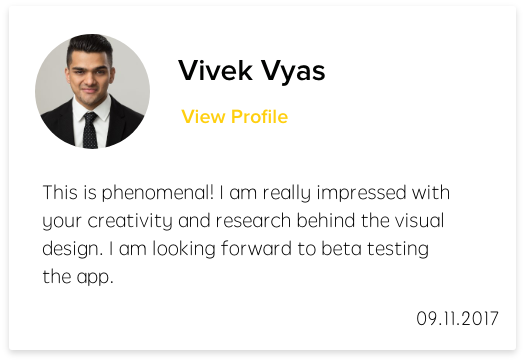 Vivek Vyas
View Profile
This is phenomenal! I am really impressed with
your creativity and research behind the visual
design. I am looking forward to beta testing
the app.
09.11.2017